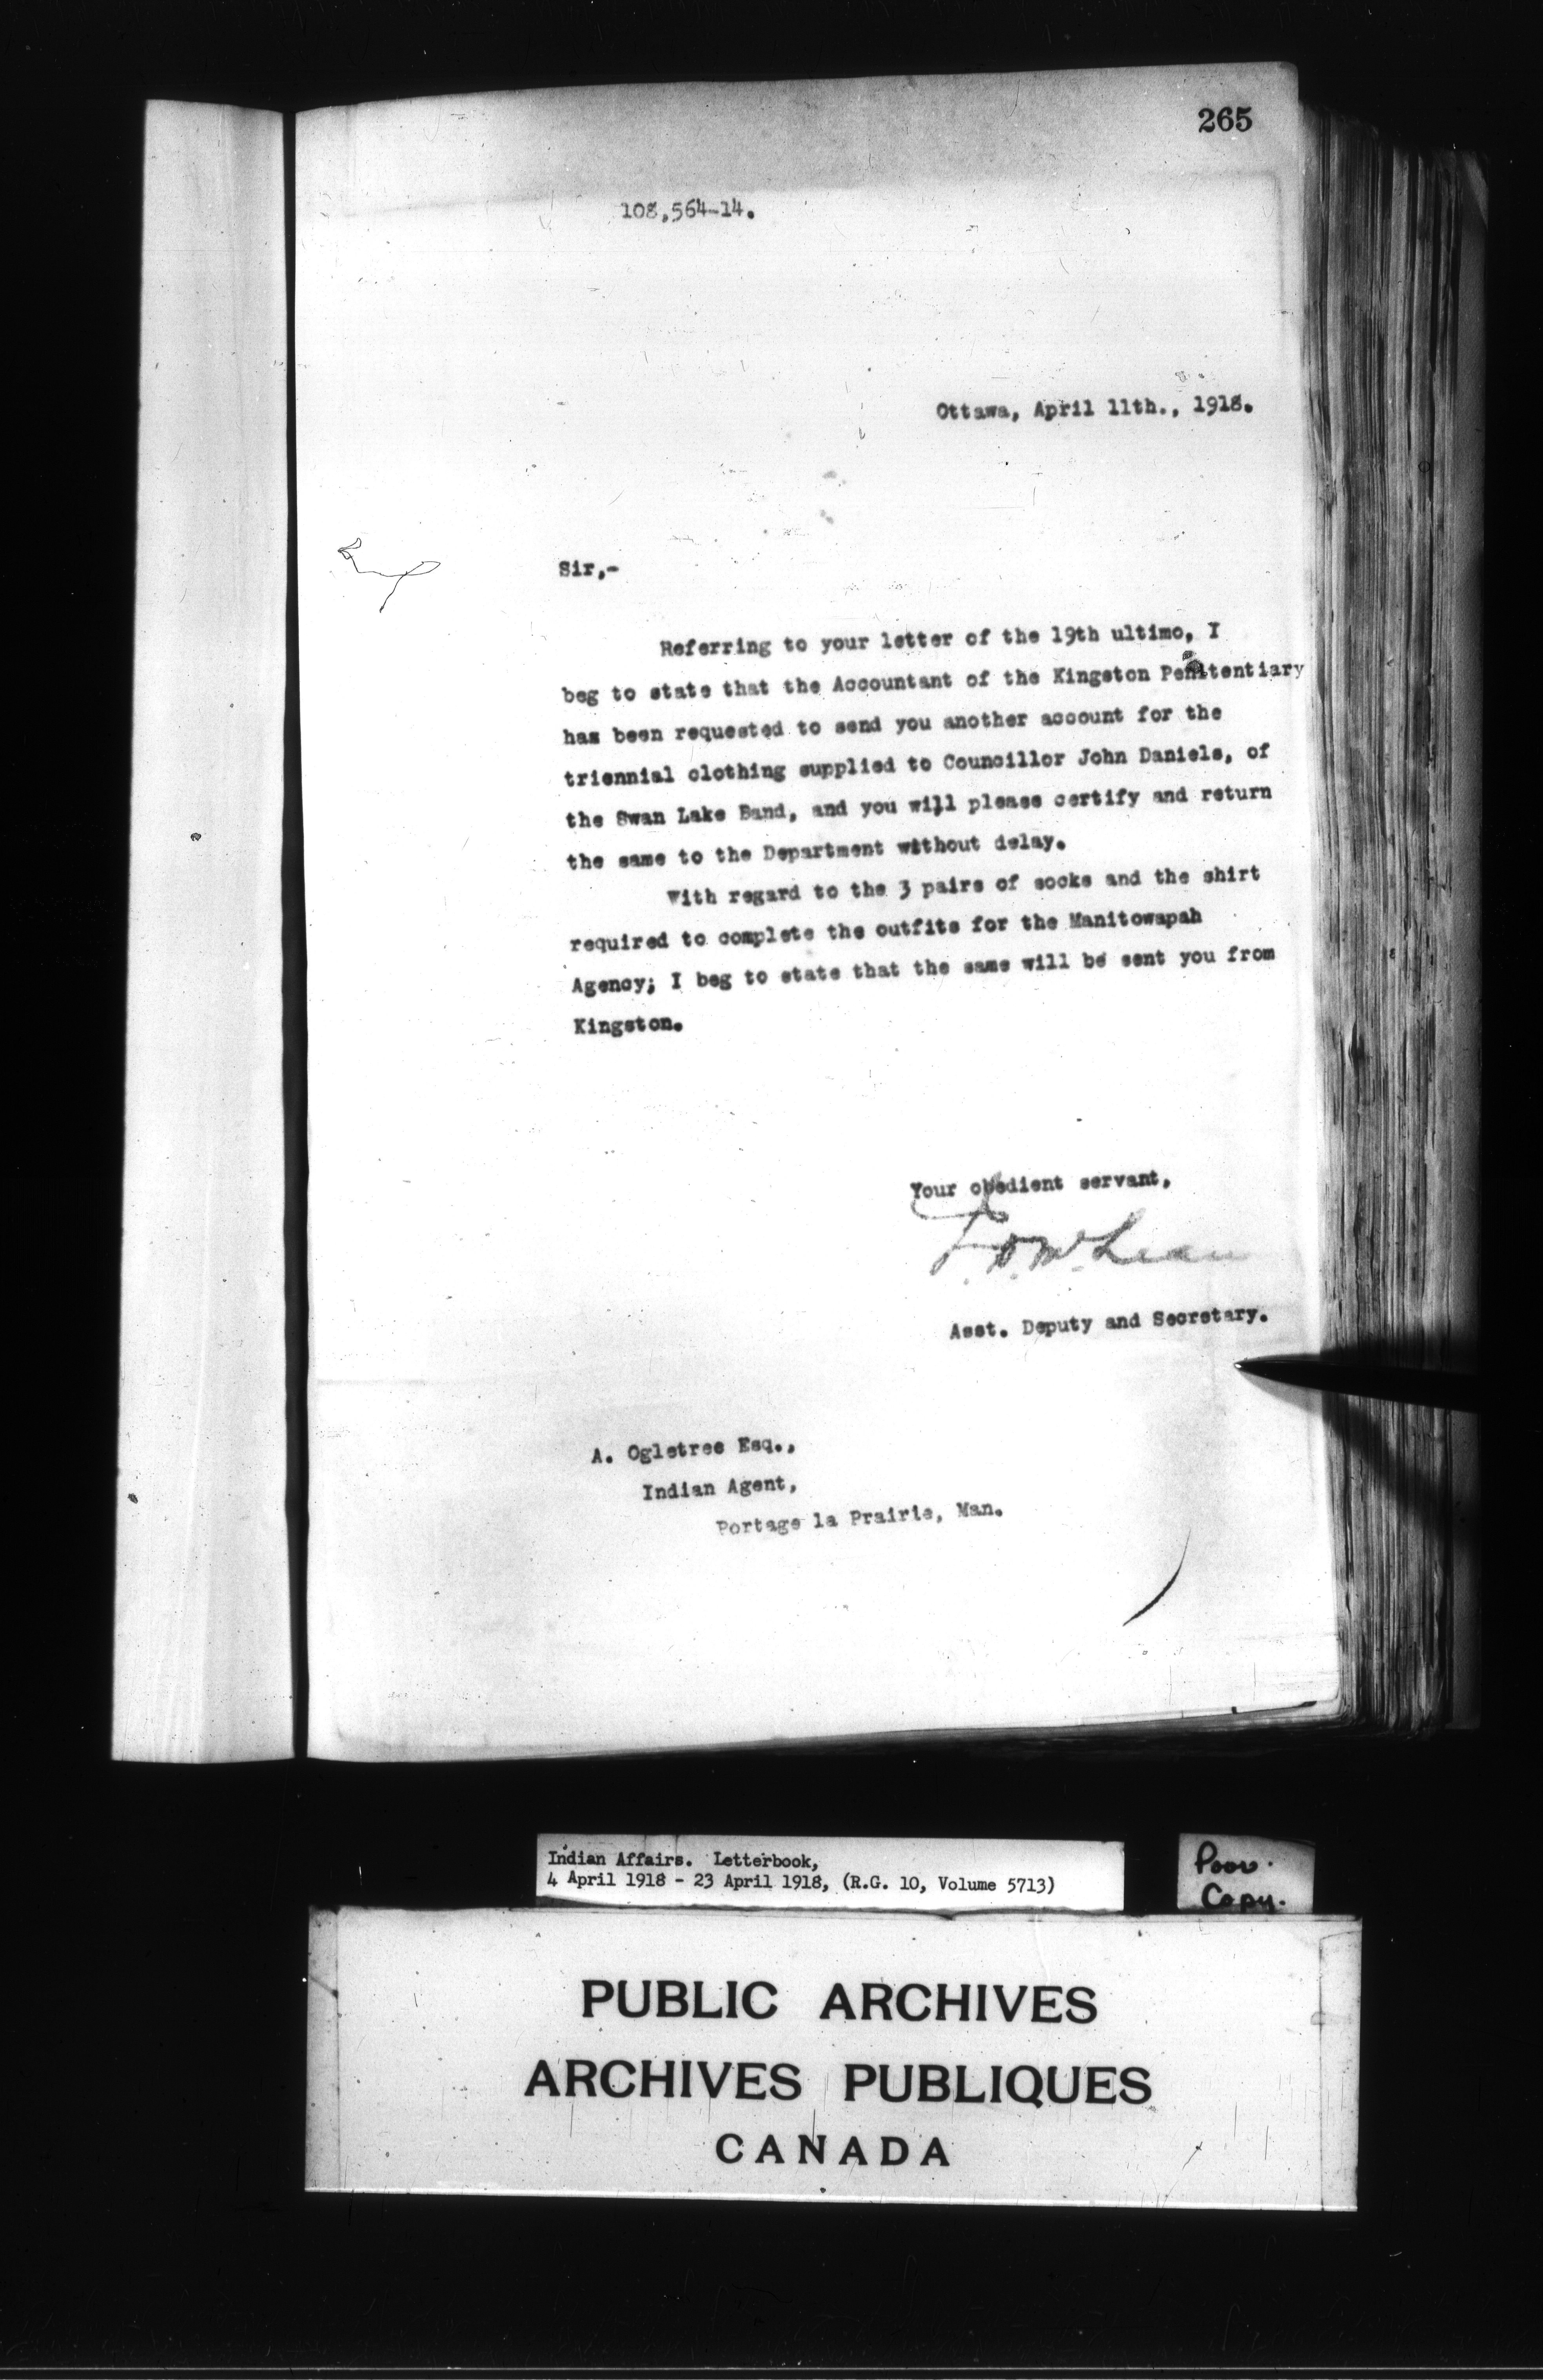 265
108,564-14.
Ottawa, April 11th., 1918.
Sir,-
Referring to your letter of the 19th ultimo, I
beg to state that the Accountant of the Kingston Penitentiary
has been requested to send you another account for the
triennial clothing supplied to Councillor John Daniels, of
the Swan Lake Band, and you will please certify and return
the same to the Department without delay.
With regard to the 3 pairs of socks and the shirt
required to complete the outfits for the Manitowapah
Agency; I beg to state that the same will be sent you from
Kingston.
Your obedient servant,
J. D. McLean
Asst. Deputy and Secretary.
A. Ogletree Esq.,
Indian Agent,
Portage la Prairie, Man.
Indian Affairs. Letterbook,
4 April 1918 - 23 April 1918, (R.G. 10, Volume 5713)
Poor
Copy.
PUBLIC ARCHIVES
ARCHIVES PUBLIQUES
CANADA